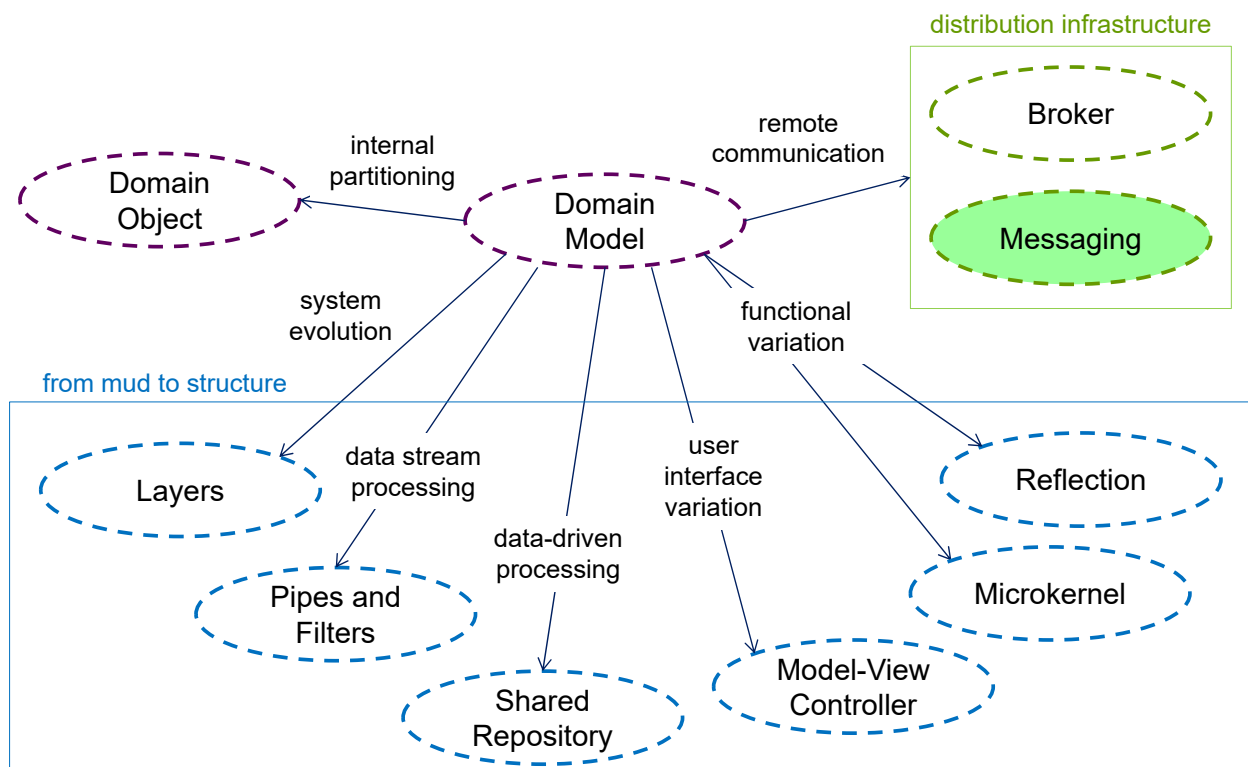 distribution infrastructure
Broker
remote
communication
internal
partitioning
Domain
Object
Domain
Model
Messaging
system
evolution
functional
variation
from mud to structure
user
interface
variation
data stream
processing
Layers
Reflection
data-driven
processing
Pipes and
Filters
Microkernel
Model-View
Controller
Shared
Repository